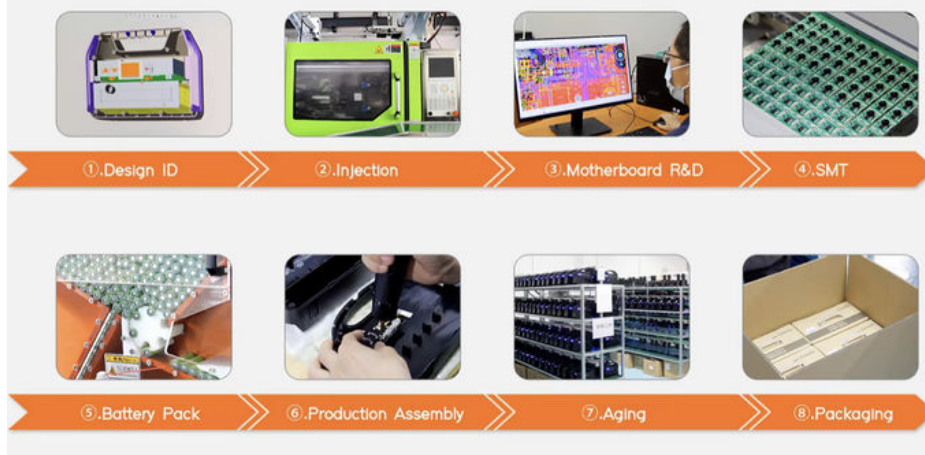 ①.Design ID
②.Injection
③.Motherboard R&D
④.SMT
⑤.Battery Pack
⑥.Production Assembly
⑦.Aging
⑧.Packaging